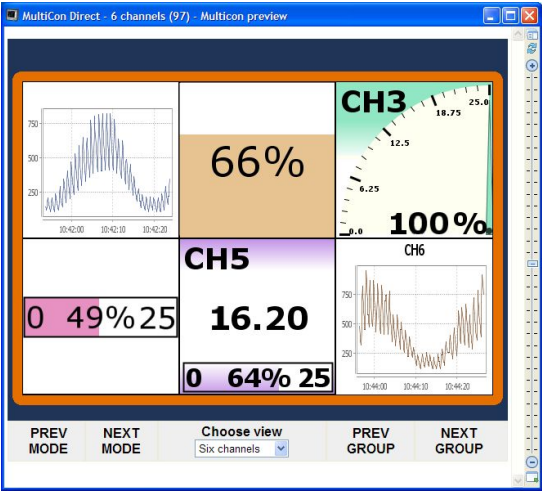 MultiCon Direct - 6 channels (97) - Multicon preview
750
500
250
10:42:00 10:42:10 10:42:20
66%
CH3
25.0
18.75
12.5
6.25
0.0
100%
0 49% 25
CH5
16.20
0 64% 25
CH6
750
500
250
10:44:00 10:44:10 10:44:20
PREV MODE
NEXT MODE
Choose view
Six channels
PREV GROUP
NEXT GROUP